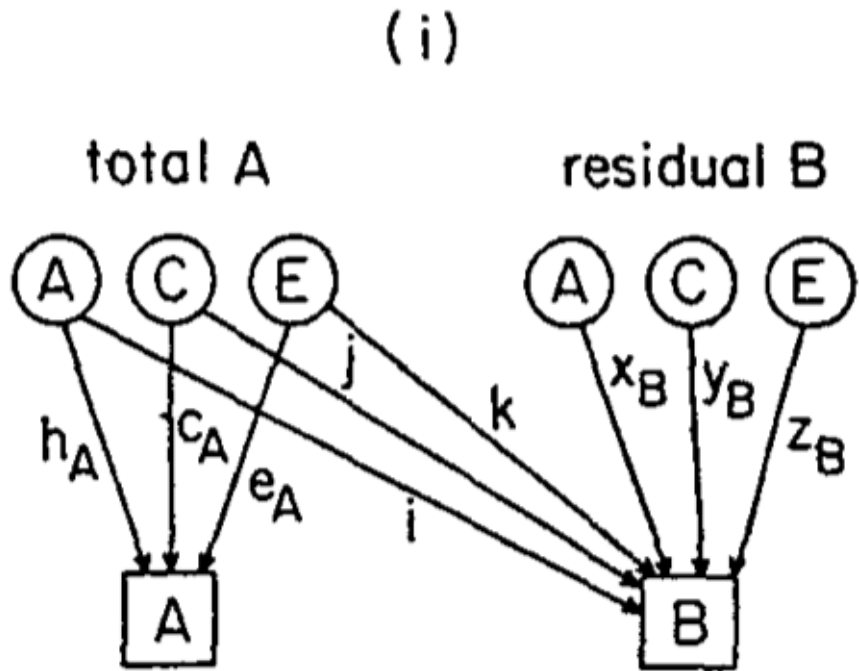 (i)
total A residual B
A C E A C E
j k x_B y_B
h_A c_A e_A i z_B
A B